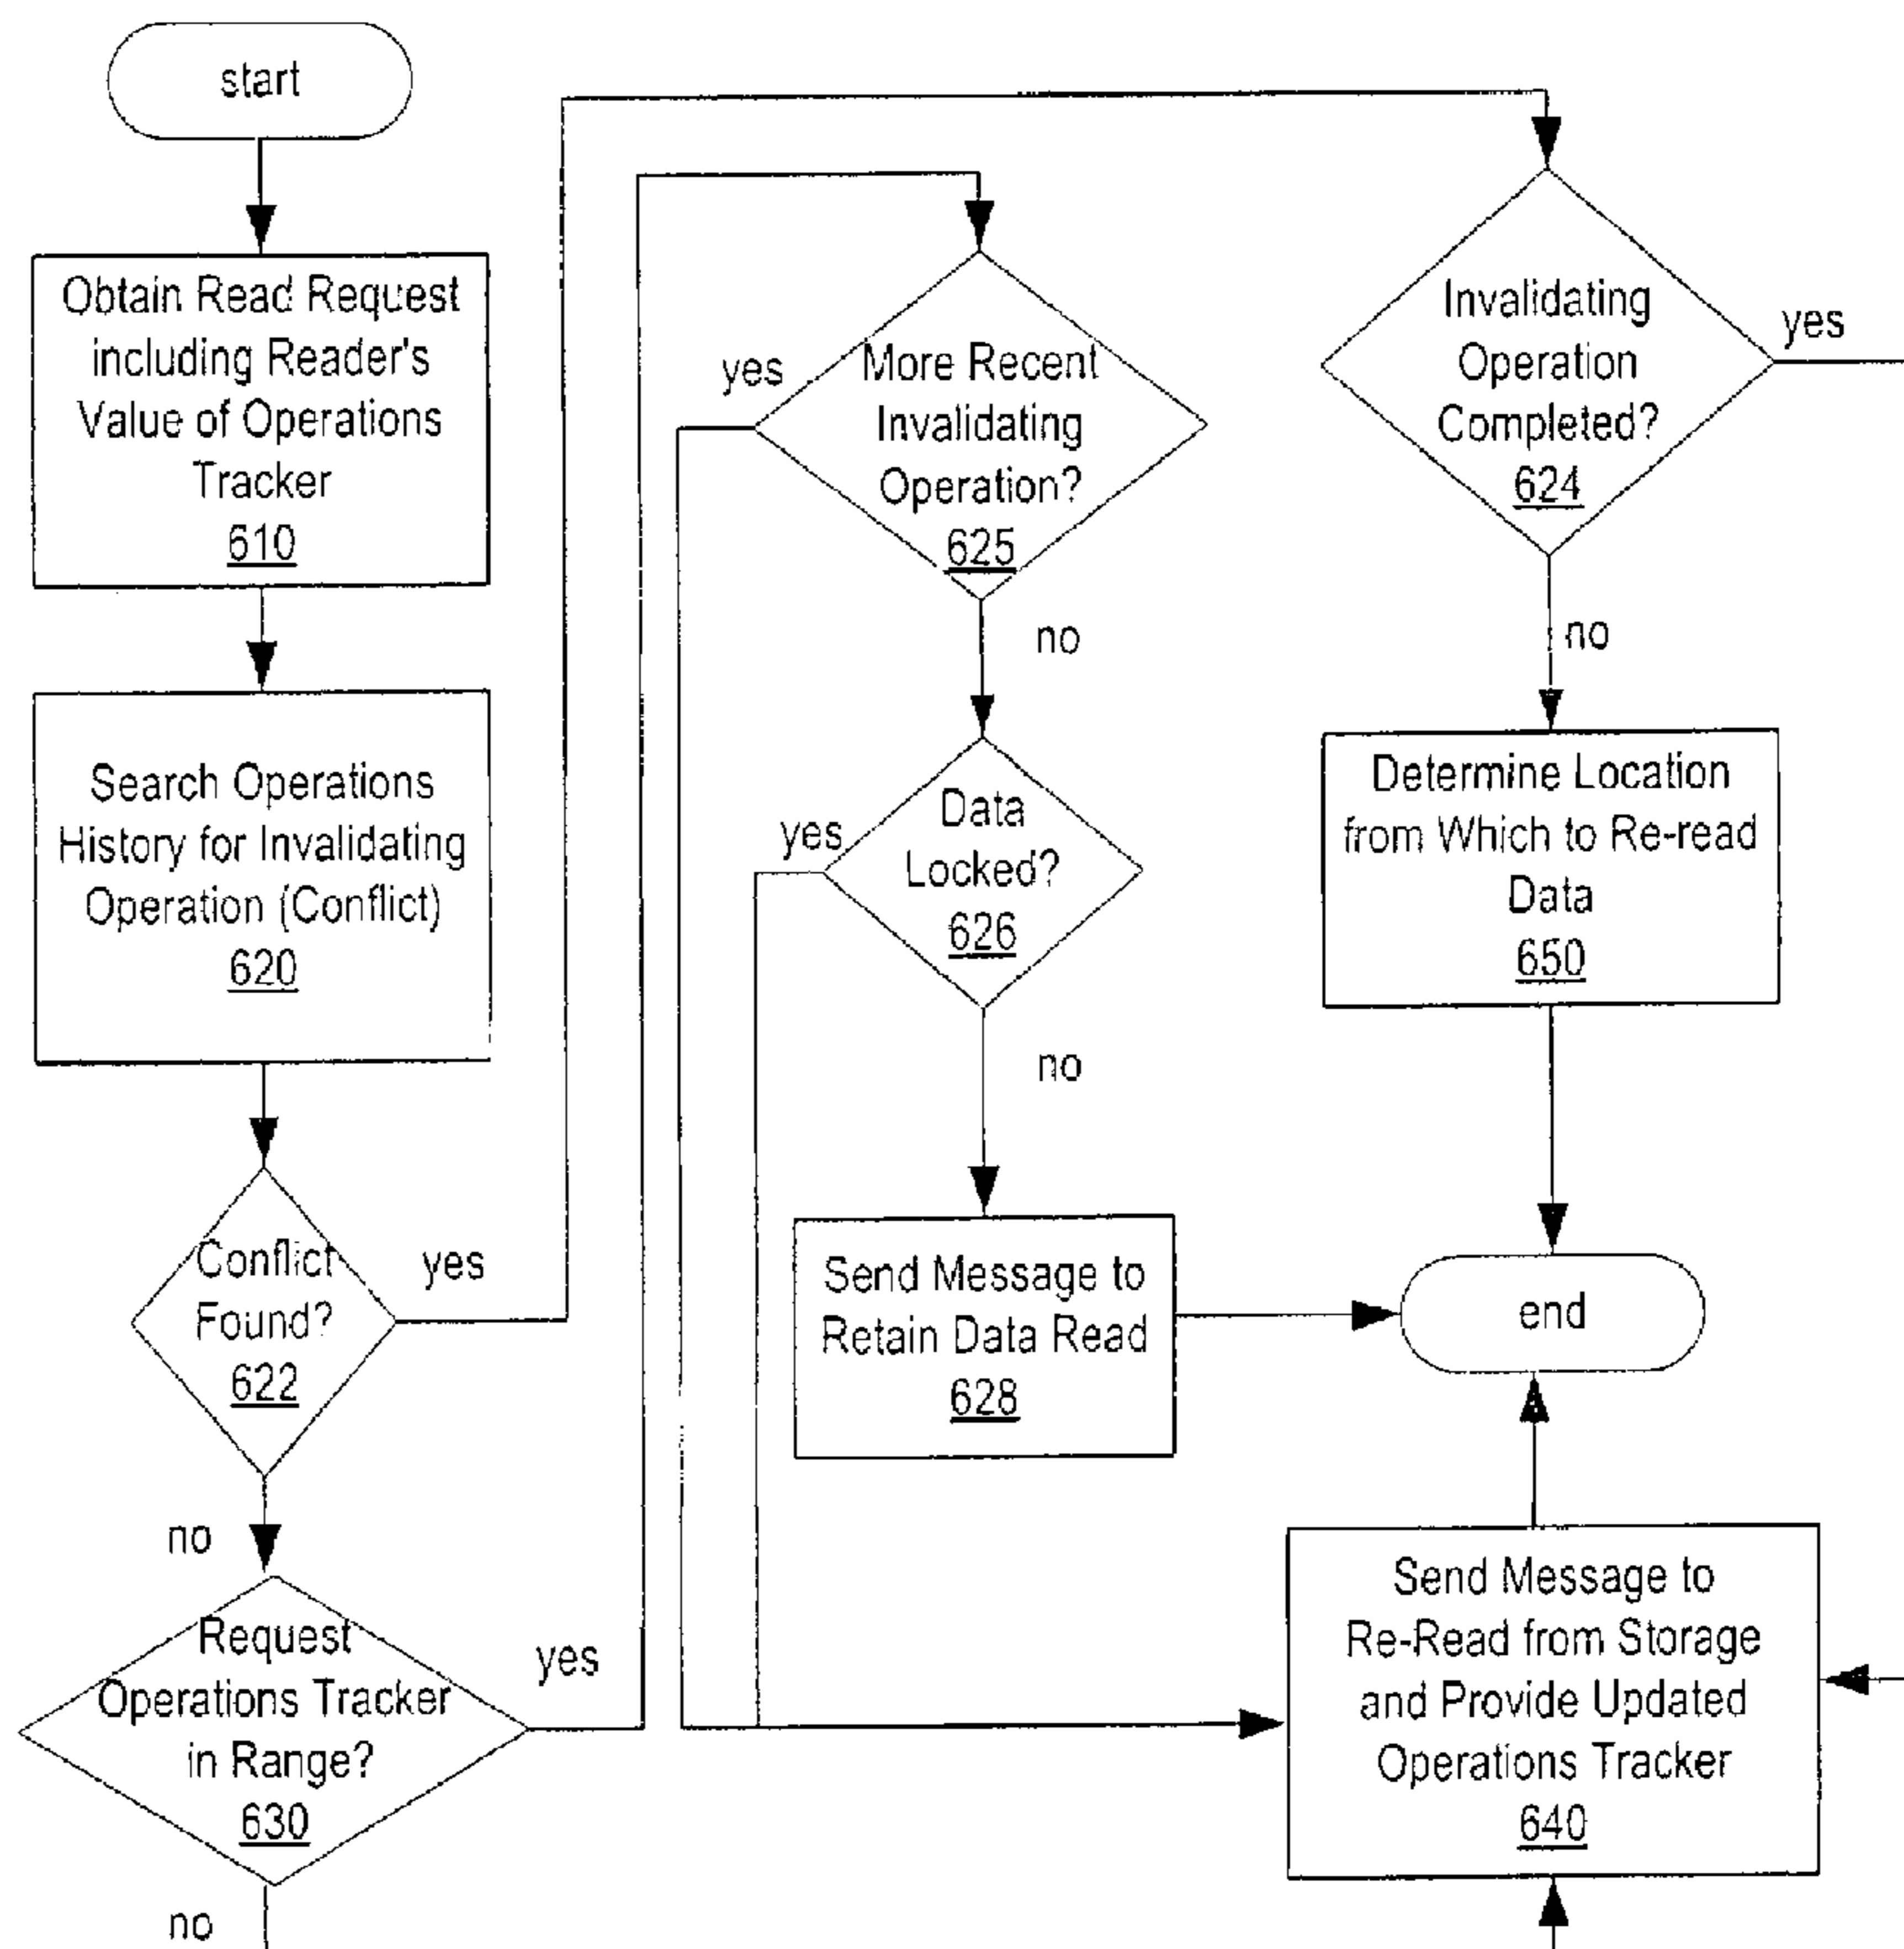 start
Obtain Read Request
including Reader's
Value of Operations
Tracker
610
Search Operations
History for Invalidating
Operation (Conflict)
620
Conflict
Found?
622
yes
no
Request
Operations Tracker
in Range?
630
yes
no
More Recent
Invalidating
Operation?
625
yes
no
Data
Locked?
626
yes
no
Send Message to
Retain Data Read
628
Invalidating
Operation
Completed?
624
yes
no
Determine Location
from Which to Re-read
Data
650
end
Send Message to
Re-Read from Storage
and Provide Updated
Operations Tracker
640